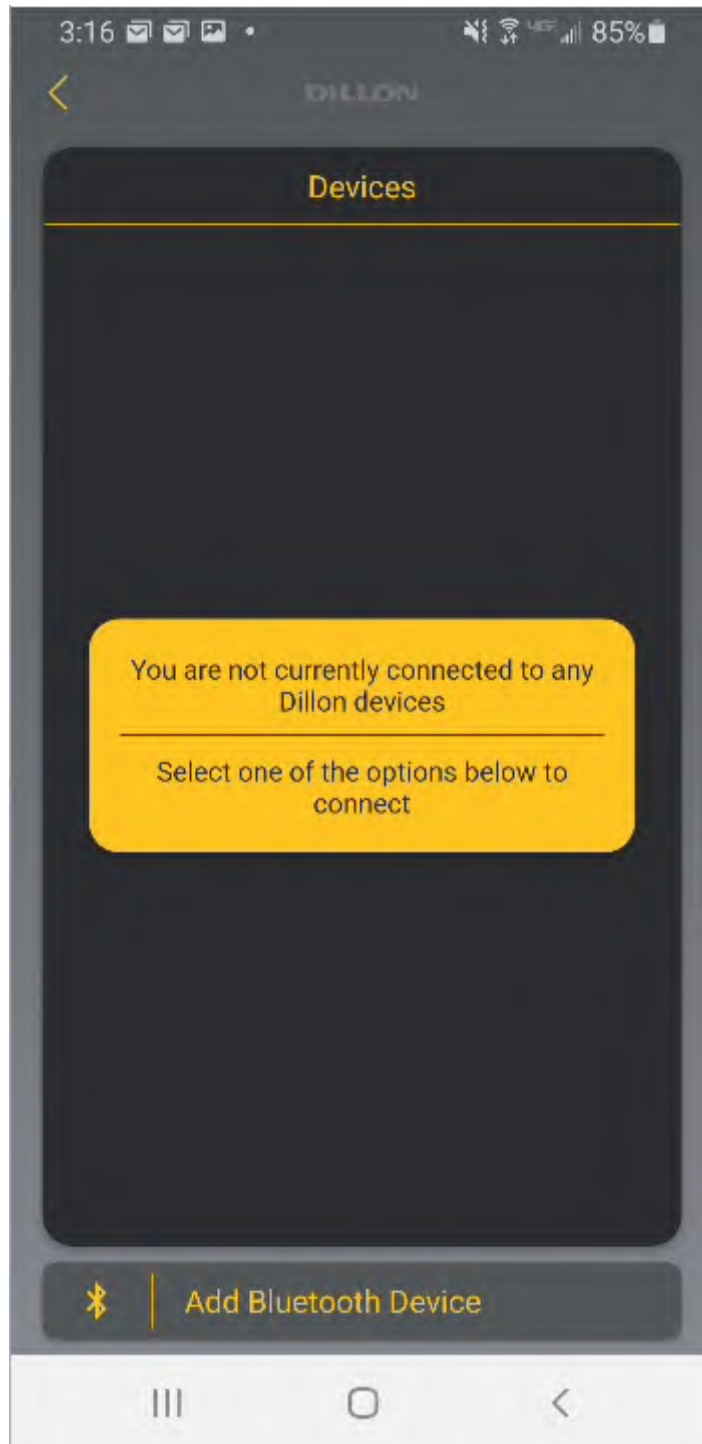 3:16 85%
DILLON
Devices
You are not currently connected to any
Dillon devices
Select one of the options below to
connect
Add Bluetooth Device